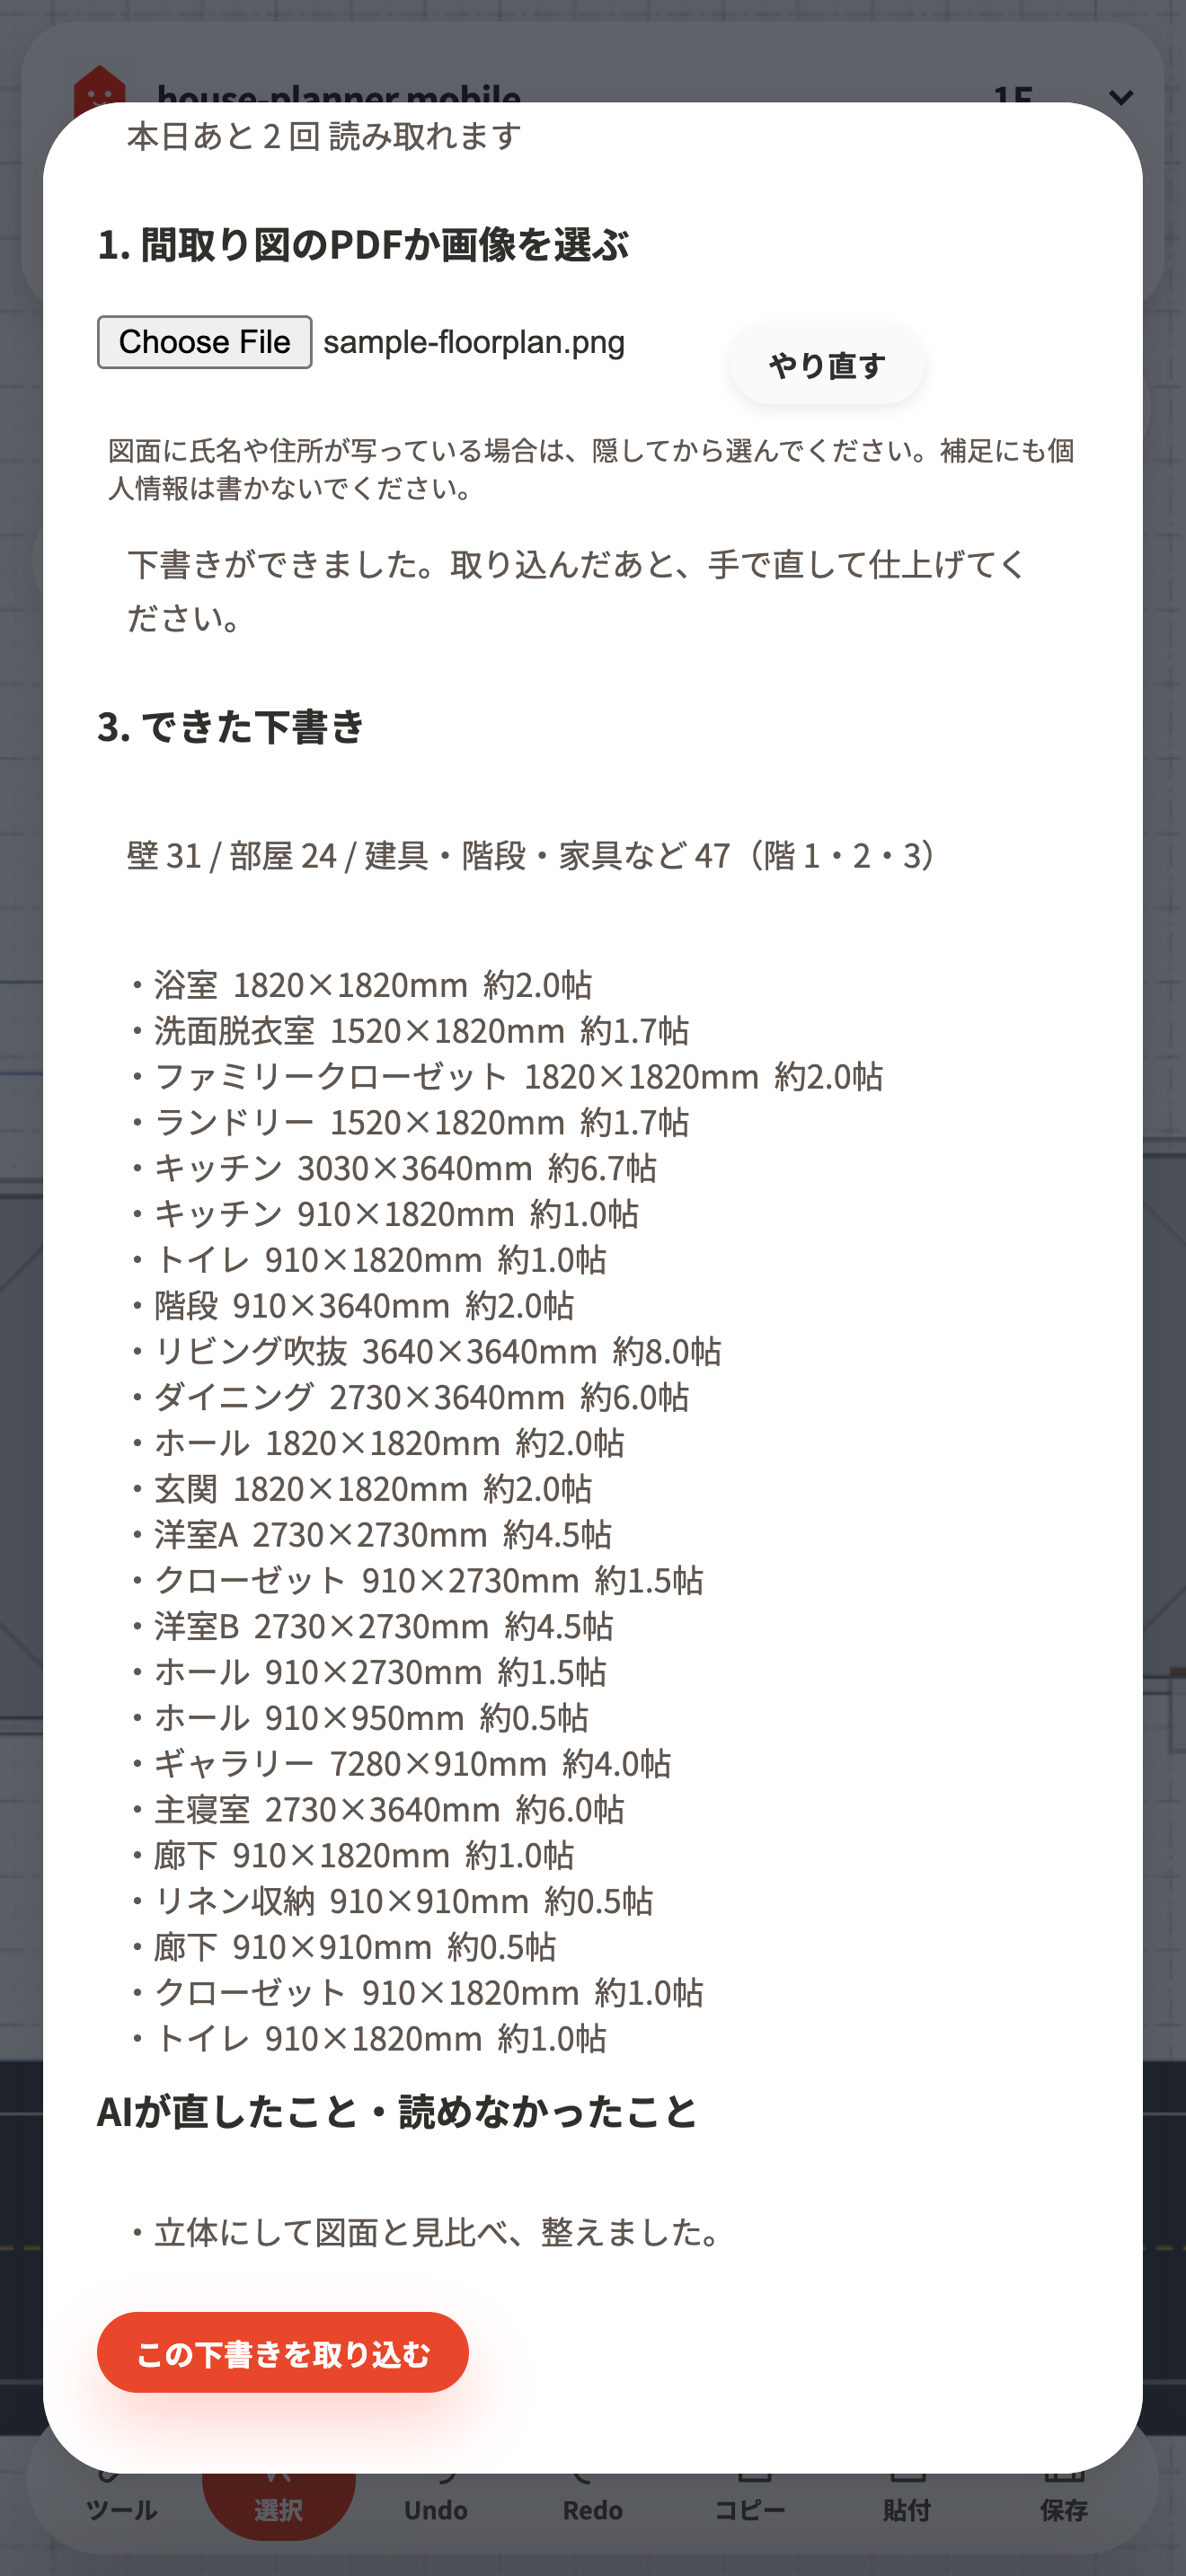 house-planner mobile
1F
本日あと 2 回 読み取れます
1. 間取り図のPDFか画像を選ぶ
Choose File sample-floorplan.png
やり直す
図面に氏名や住所が写っている場合は、隠してから選んでください。補足にも個
人情報は書かないでください。
下書きができました。取り込んだあと、手で直して仕上げてく
ださい。
3. できた下書き
壁 31 / 部屋 24 / 建具・階段・家具など 47（階 1・2・3）
・浴室 1820×1820mm 約2.0帖
・洗面脱衣室 1520×1820mm 約1.7帖
・ファミリークローゼット 1820×1820mm 約2.0帖
・ランドリー 1520×1820mm 約1.7帖
・キッチン 3030×3640mm 約6.7帖
・キッチン 910×1820mm 約1.0帖
・トイレ 910×1820mm 約1.0帖
・階段 910×3640mm 約2.0帖
・リビング吹抜 3640×3640mm 約8.0帖
・ダイニング 2730×3640mm 約6.0帖
・ホール 1820×1820mm 約2.0帖
・玄関 1820×1820mm 約2.0帖
・洋室A 2730×2730mm 約4.5帖
・クローゼット 910×2730mm 約1.5帖
・洋室B 2730×2730mm 約4.5帖
・ホール 910×2730mm 約1.5帖
・ホール 910×950mm 約0.5帖
・ギャラリー 7280×910mm 約4.0帖
・主寝室 2730×3640mm 約6.0帖
・廊下 910×1820mm 約1.0帖
・リネン収納 910×910mm 約0.5帖
・廊下 910×910mm 約0.5帖
・クローゼット 910×1820mm 約1.0帖
・トイレ 910×1820mm 約1.0帖
AIが直したこと・読めなかったこと
・立体にして図面と見比べ、整えました。
この下書きを取り込む
ツール 選択 Undo Redo コピー 貼付 保存